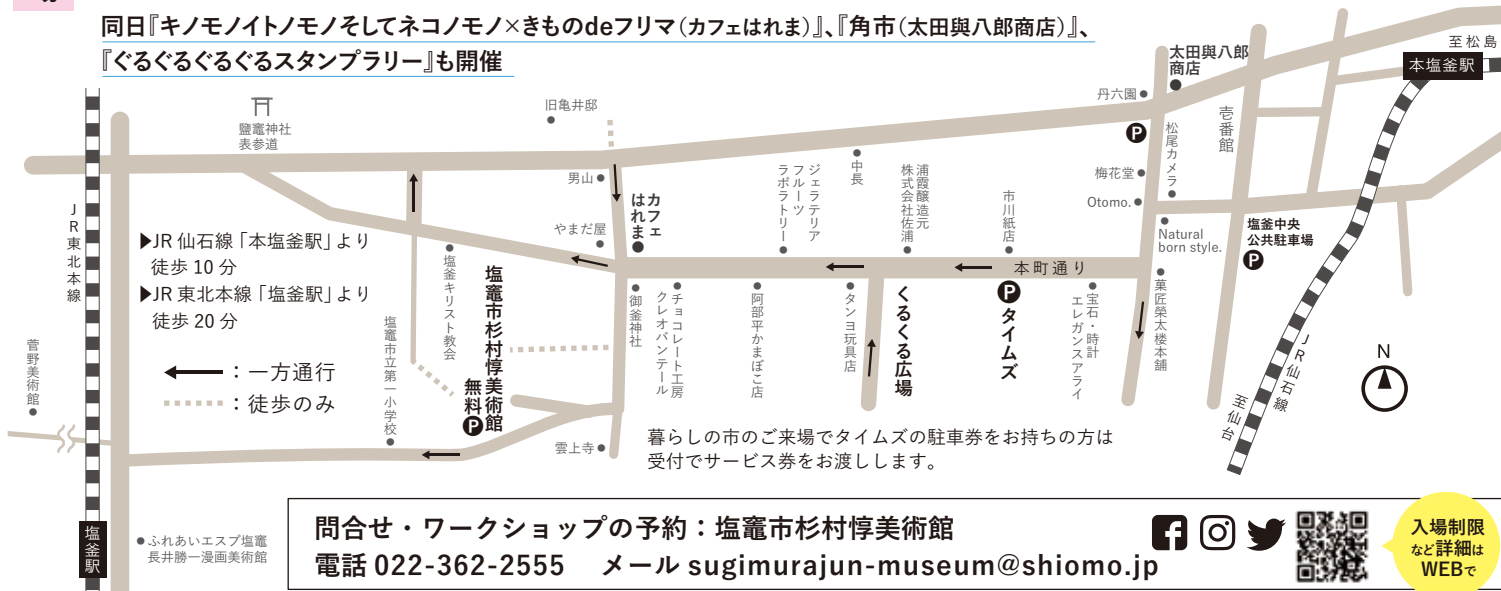 同日『キノモノイトノモノそしてネコノモノ×きものdeフリマ（カフェはれま）』、『角市（太田與八郎商店）』、
『ぐるぐるぐるぐるスタンプラリー』も開催
至松島
本塩釜駅
太田與八郎
商店
丹六園
P
松尾カメラ
壱番館
梅花堂
Otomo.
Natural
born style.
塩釜中央
公共駐車場
P
鹽竈神社
表参道
旧亀井邸
男山
やまだ屋
カフェ
はれま
ジェラテリア
フルーツ
ラボラトリー
中長
浦霞醸造元
株式会社佐浦
市川紙店
本町通り
JR東北本線
▶JR 仙石線「本塩釜駅」より
徒歩 10 分
▶JR 東北本線「塩釜駅」より
徒歩 20 分
：一方通行
：徒歩のみ
菅野美術館
塩竈市立第一小学校
塩釜キリスト教会
塩竈市杉村惇美術館
無料P
御釜神社
チョコレート工房
クレオバンテール
阿部平かまぼこ店
タンヨ玩具店
くるくる広場
P タイムズ
宝石・時計
エレガンスアライ
菓匠榮太楼本舗
JR仙石線
至仙台
N
雲上寺
暮らしの市のご来場でタイムズの駐車券をお持ちの方は
受付でサービス券をお渡しします。
塩釜駅
ふれあいエスプ塩竈
長井勝一漫画美術館
問合せ・ワークショップの予約：塩竈市杉村惇美術館
電話 022-362-2555　メール sugimurajun-museum@shiomo.jp
入場制限
など詳細は
WEBで